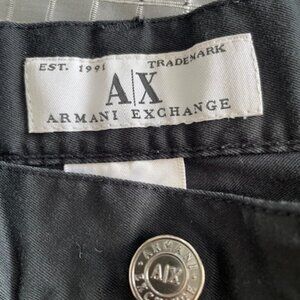 EST. 1991 TRADEMARK
A|X
ARMANI EXCHANGE
ARMANI
A|X
EXCHANGE